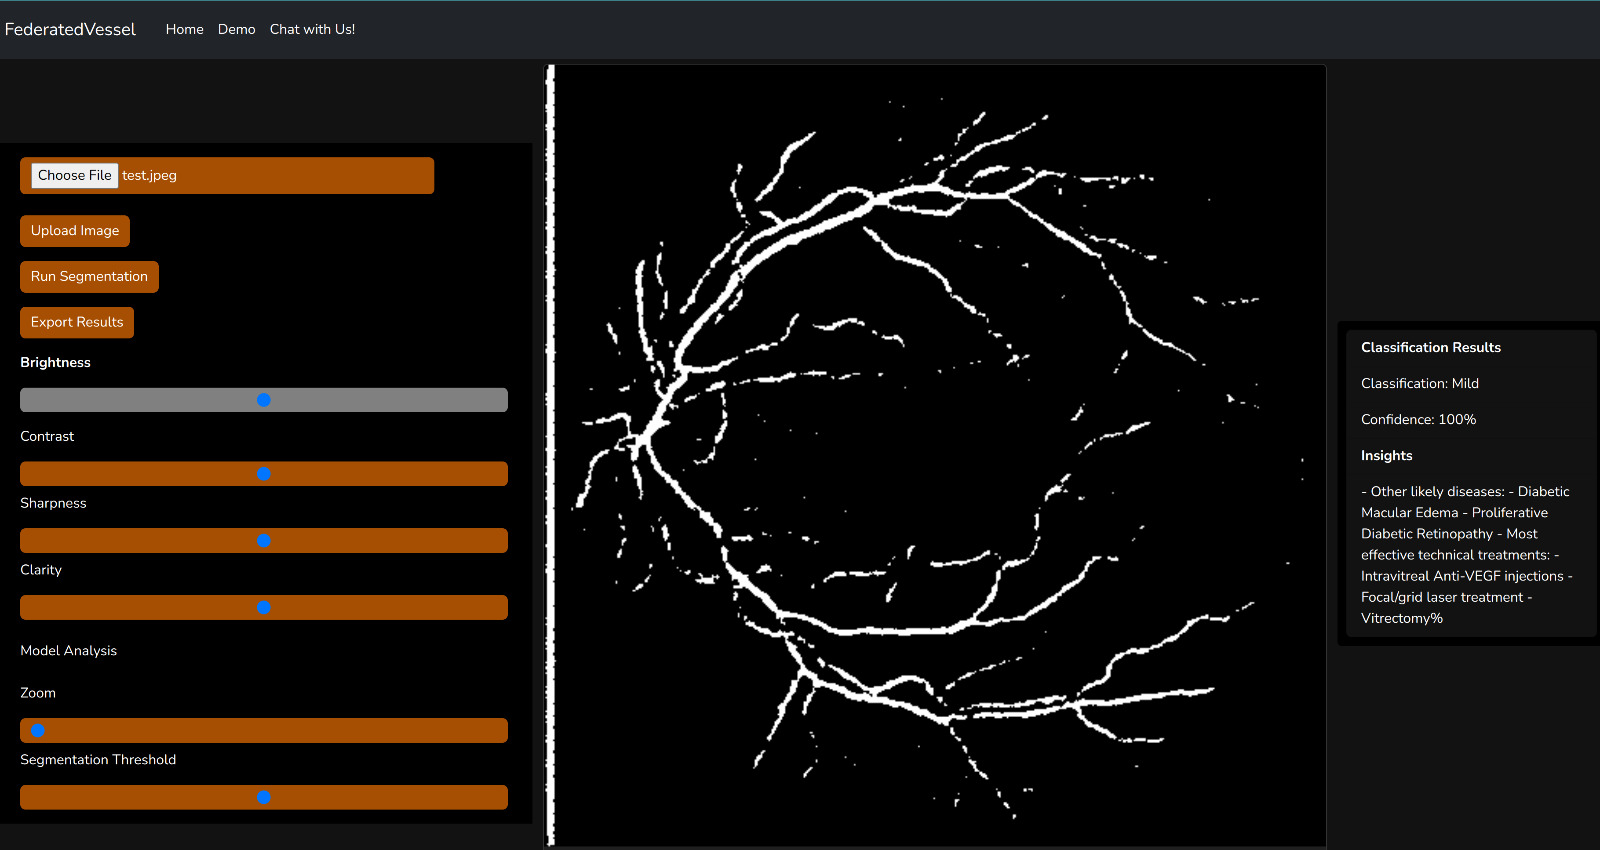 FederatedVessel Home Demo Chat with Us!
Choose File test.jpeg
Upload Image
Run Segmentation
Export Results
Brightness
Contrast
Sharpness
Clarity
Model Analysis
Zoom
Segmentation Threshold
Classification Results
Classification: Mild
Confidence: 100%
Insights
- Other likely diseases: - Diabetic
Macular Edema - Proliferative
Diabetic Retinopathy - Most
effective technical treatments: -
Intravitreal Anti-VEGF injections -
Focal/grid laser treatment -
Vitrectomy%